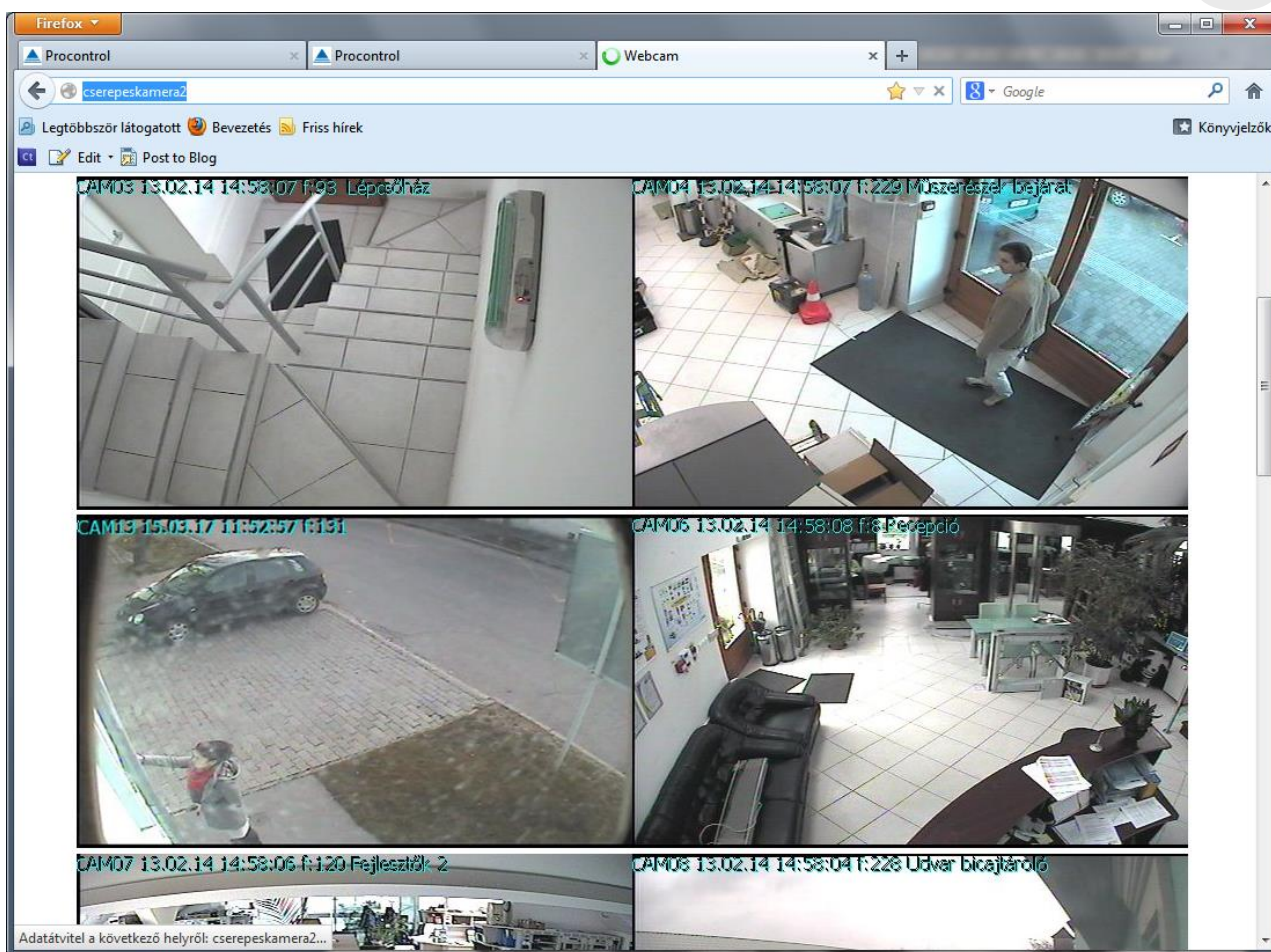 Firefox
Procontrol
Procontrol
Webcam
cserepeskamera2
Google
Legtöbbször látogatott
Bevezetés
Friss hírek
Könyvjelzők
Edit
Post to Blog
CAM03 13.02.14 14:58:07 f:93 Lépcsőház
CAM04 13.02.14 14:58:07 f:229 Műszerészek bejárat
CAM19 15.09.17 11:52:57 f:131
CAM06 13.02.14 14:58:08 f:8 Recepció
CAM07 13.02.14 14:58:06 f:120 Fejlesztők 2
CAM08 13.02.14 14:58:04 f:228 Udvar bicajtároló
Adatátvitel a következő helyről: cserepeskamera2...